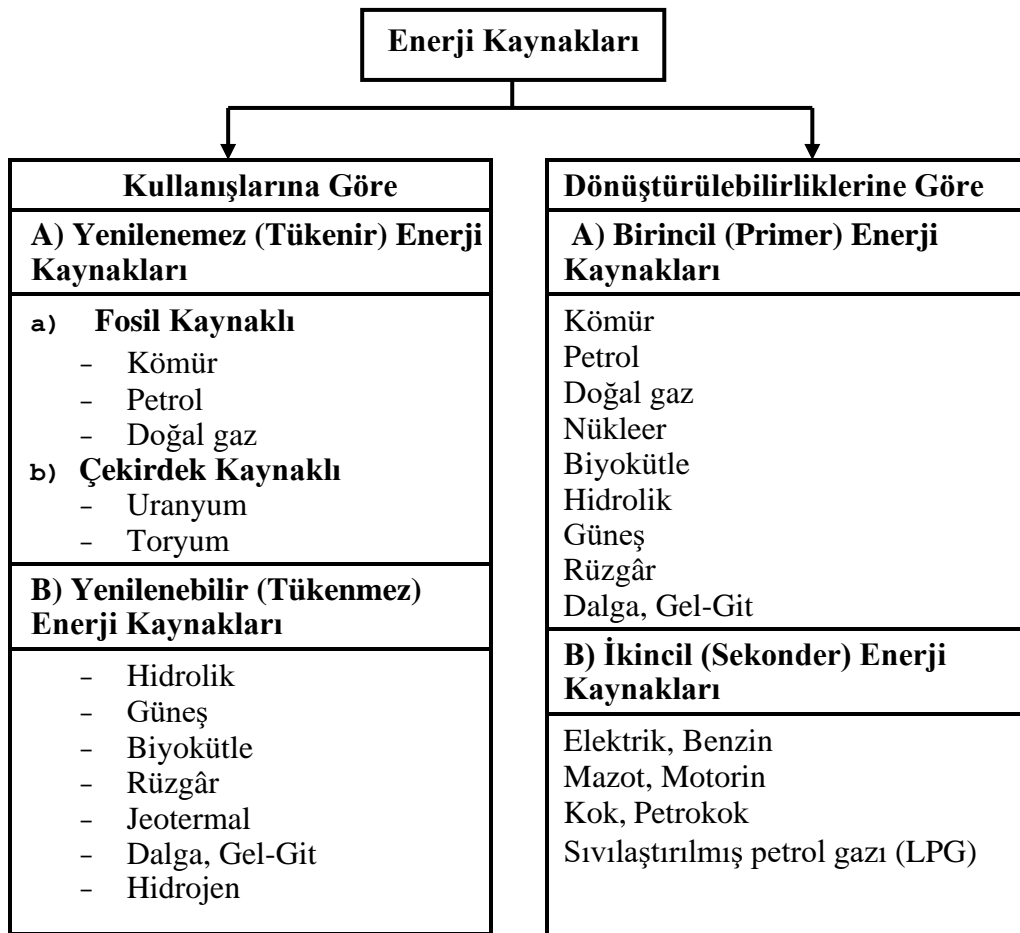 Enerji Kaynakları
Kullanışlarına Göre
A) Yenilenemez (Tükenir) Enerji
Kaynakları
a) Fosil Kaynaklı
- Kömür
- Petrol
- Doğal gaz
b) Çekirdek Kaynaklı
- Uranyum
- Toryum
B) Yenilenebilir (Tükenmez)
Enerji Kaynakları
- Hidrolik
- Güneş
- Biyokütle
- Rüzgâr
- Jeotermal
- Dalga, Gel-Git
- Hidrojen
Dönüştürülebilirliklerine Göre
A) Birincil (Primer) Enerji
Kaynakları
Kömür
Petrol
Doğal gaz
Nükleer
Biyokütle
Hidrolik
Güneş
Rüzgâr
Dalga, Gel-Git
B) İkincil (Sekonder) Enerji
Kaynakları
Elektrik, Benzin
Mazot, Motorin
Kok, Petrokok
Sıvılaştırılmış petrol gazı (LPG)